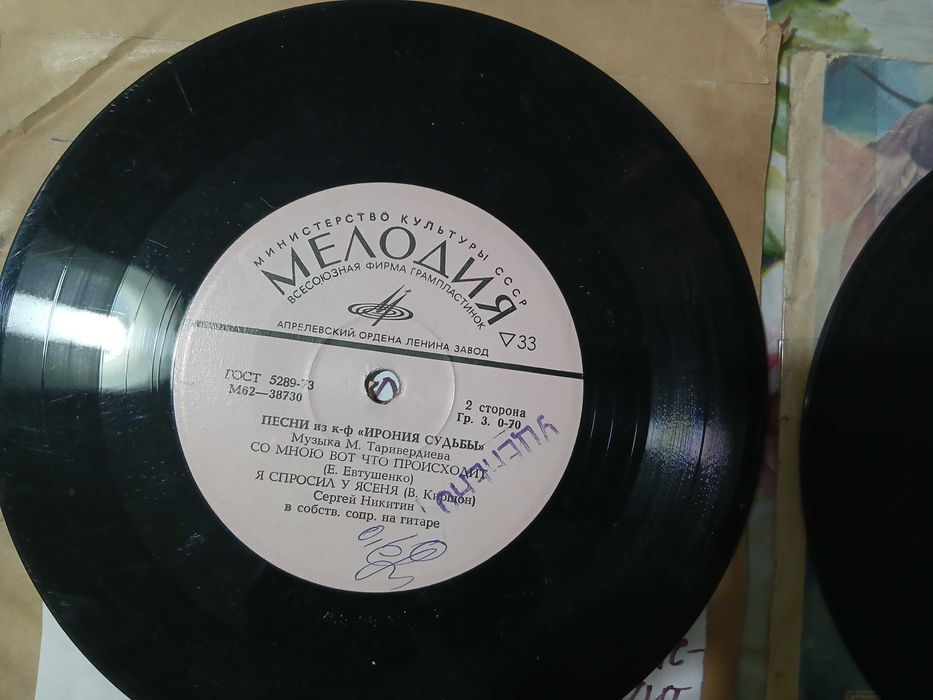 МИНИСТЕРСТВО КУЛЬТУРЫ СССР
МЕЛОДИЯ
ВСЕСОЮЗНАЯ ФИРМА ГРАМПЛАСТИНОК
АПРЕЛЕВСКИЙ ОРДЕНА ЛЕНИНА ЗАВОД
▽33
ГОСТ 5289-73
М62—38730
2 сторона
Гр. 3. 0-70
ПЕСНИ из к-ф «ИРОНИЯ СУДЬБЫ»
Музыка М. Таривердиева
СО МНОЮ ВОТ ЧТО ПРОИСХОДИТ
(Е. Евтушенко)
Я СПРОСИЛ У ЯСЕНЯ (В. Киршон)
Сергей Никитин
в собств. сопр. на гитаре